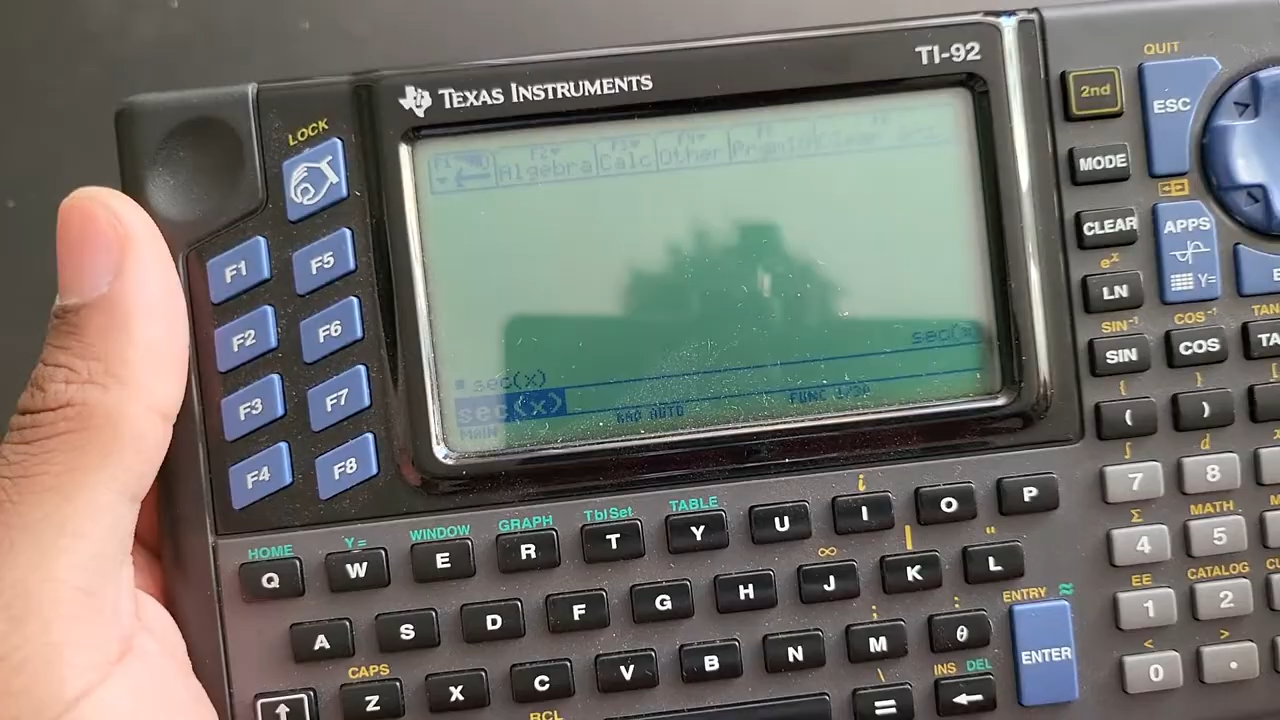 TEXAS INSTRUMENTS
TI-92
QUIT
2nd
ESC
LOCK
F1 Algebra
F2
Calc
F3
Other
F4
PrgmIO
MODE
CLEAR
APPS
Y=
F1
F5
e^x
LN
F2
F6
SIN⁻¹
COS⁻¹
TAN
SIN
COS
TA
sec(x)
sec(x)
sec(x)
MAIN
RAD AUTO
FUNC 1/30
{
}
(
)
F3
F7
∫
d
7
8
F4
F8
Σ
MATH
4
5
HOME
Y=
WINDOW
GRAPH
TblSet
TABLE
i
Q
W
E
R
T
Y
U
I
O
P
∞
|
"
EE
CATALOG
1
2
A
S
D
F
G
H
J
K
L
ENTRY ≈
ENTER
;
:
<
>
0
.
CAPS
Z
X
C
V
B
N
M
θ
\
INS DEL
↑
RCL
=
←